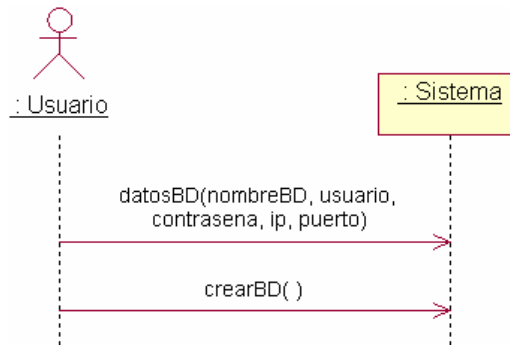 : Usuario
: Sistema
datosBD(nombreBD, usuario,
contrasena, ip, puerto)
crearBD( )